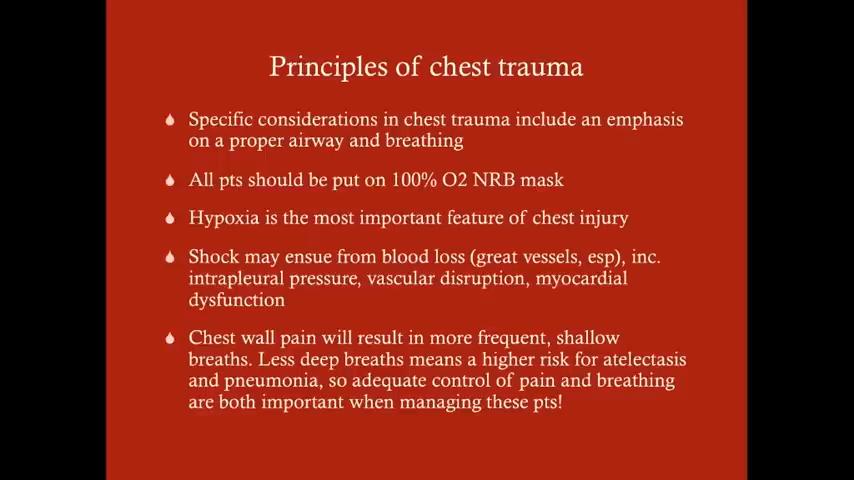 Principles of chest trauma
Specific considerations in chest trauma include an emphasis
on a proper airway and breathing
All pts should be put on 100% O2 NRB mask
Hypoxia is the most important feature of chest injury
Shock may ensue from blood loss (great vessels, esp), inc.
intrapleural pressure, vascular disruption, myocardial
dysfunction
Chest wall pain will result in more frequent, shallow
breaths. Less deep breaths means a higher risk for atelectasis
and pneumonia, so adequate control of pain and breathing
are both important when managing these pts!